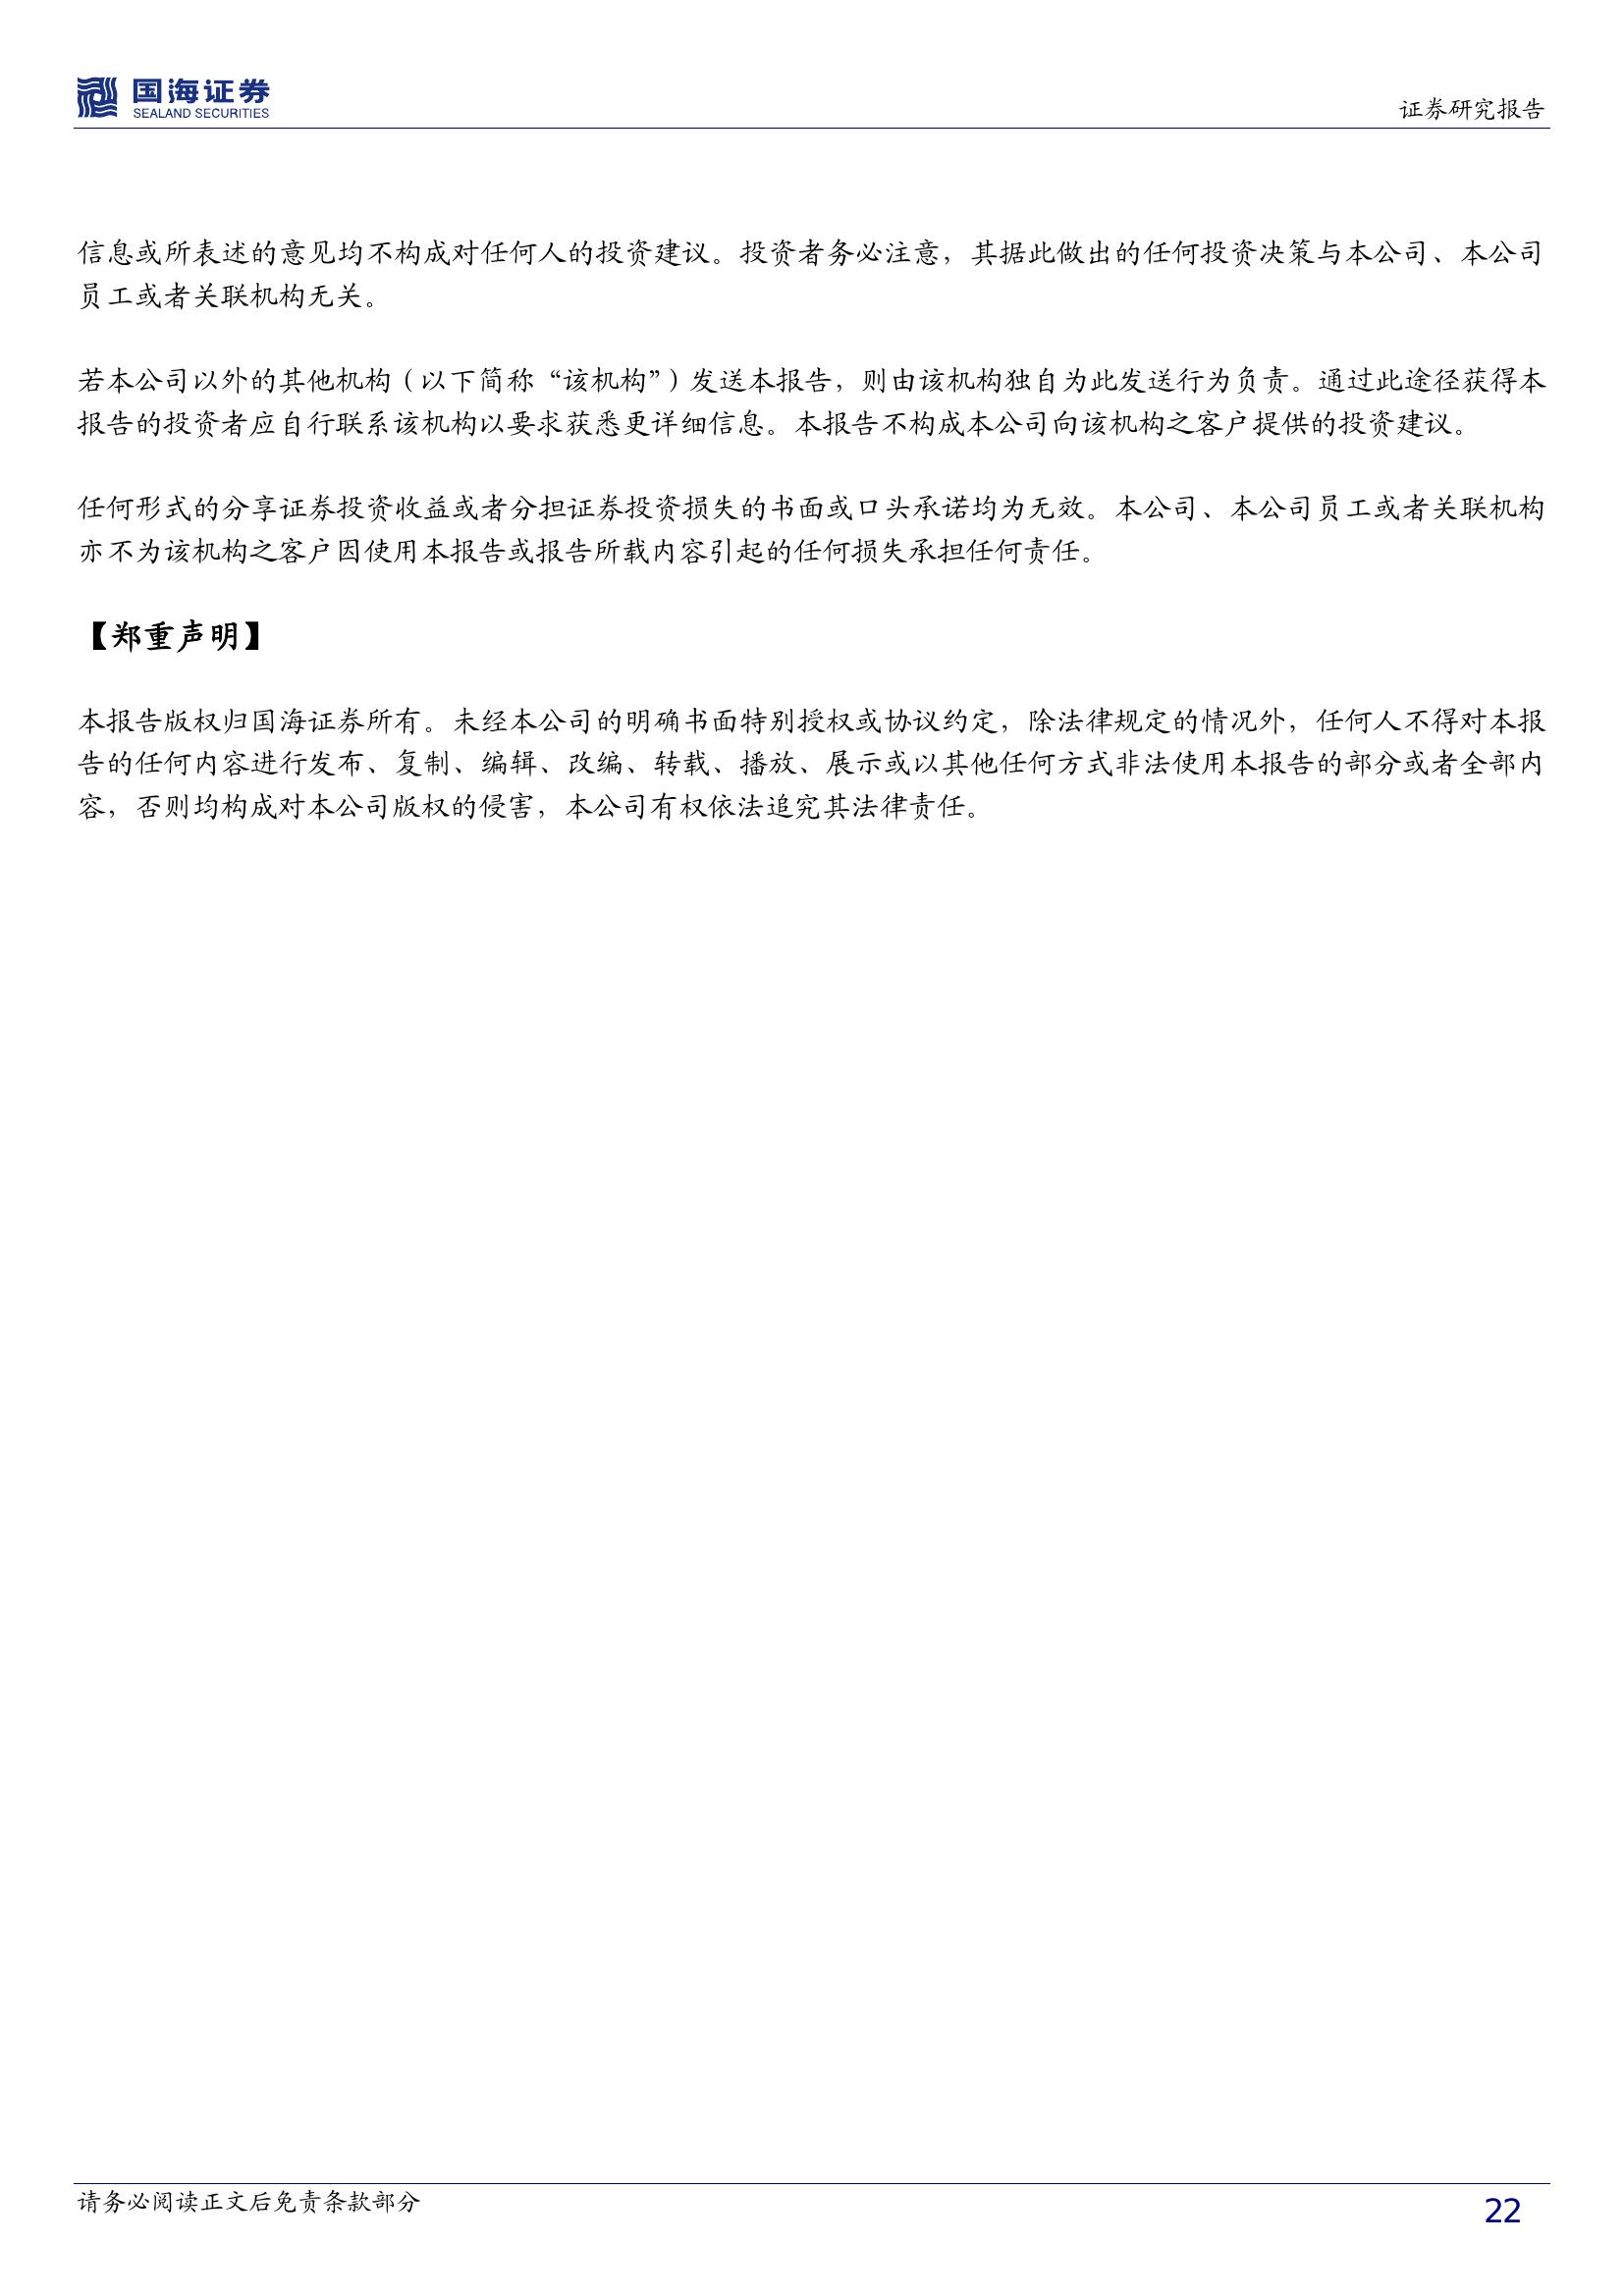 国海证券
SEALAND SECURITIES
证券研究报告
信息或所表述的意见均不构成对任何人的投资建议。投资者务必注意，其据此做出的任何投资决策与本公司、本公司
员工或者关联机构无关。
若本公司以外的其他机构（以下简称“该机构”）发送本报告，则由该机构独自为此发送行为负责。通过此途径获得本
报告的投资者应自行联系该机构以要求获悉更详细信息。本报告不构成本公司向该机构之客户提供的投资建议。
任何形式的分享证券投资收益或者分担证券投资损失的书面或口头承诺均为无效。本公司、本公司员工或者关联机构
亦不为该机构之客户因使用本报告或报告所载内容引起的任何损失承担任何责任。
【郑重声明】
本报告版权归国海证券所有。未经本公司的明确书面特别授权或协议约定，除法律规定的情况外，任何人不得对本报
告的任何内容进行发布、复制、编辑、改编、转载、播放、展示或以其他任何方式非法使用本报告的部分或者全部内
容，否则均构成对本公司版权的侵害，本公司有权依法追究其法律责任。
请务必阅读正文后免责条款部分
22